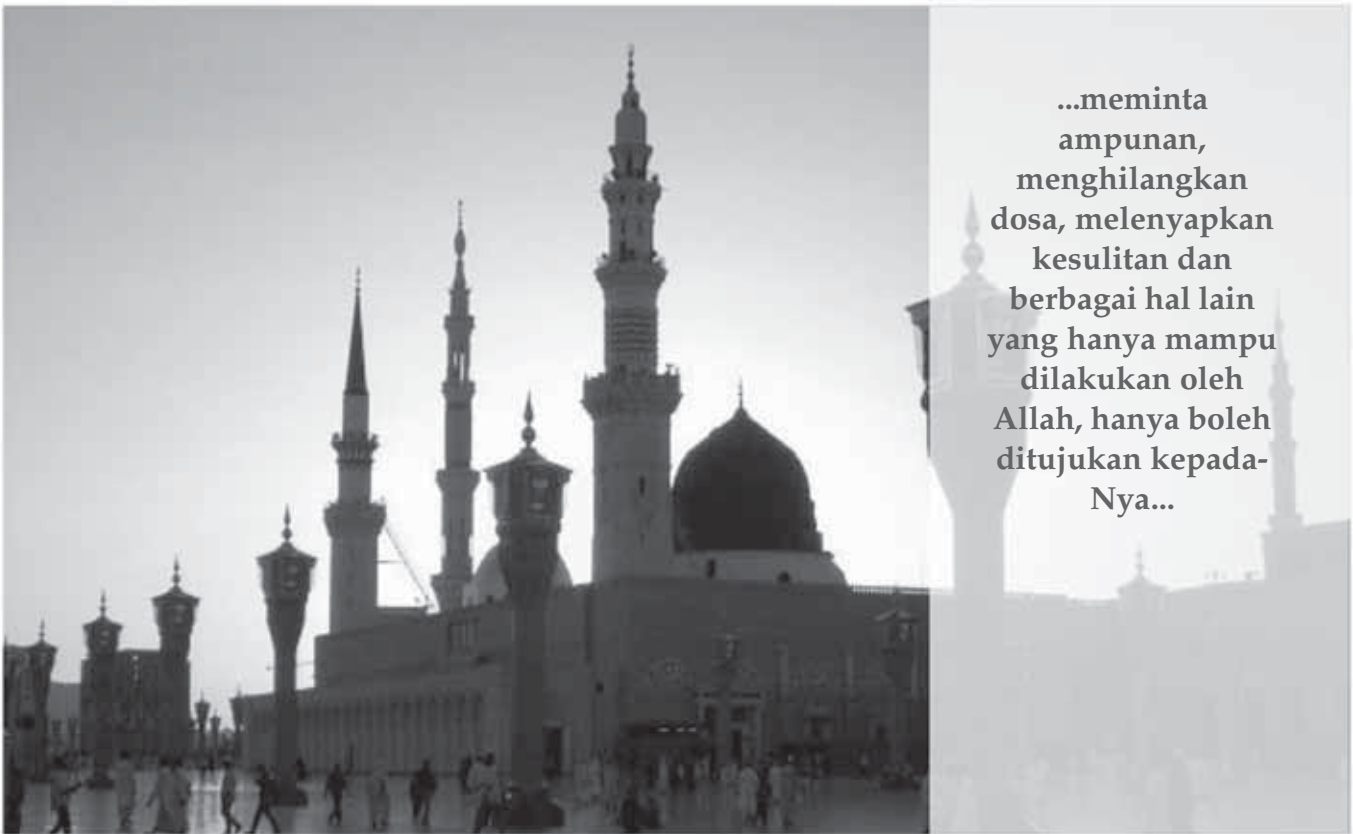 ...meminta
ampunan,
menghilangkan
dosa, melenyapkan
kesulitan dan
berbagai hal lain
yang hanya mampu
dilakukan oleh
Allah, hanya boleh
ditujukan kepada-
Nya...